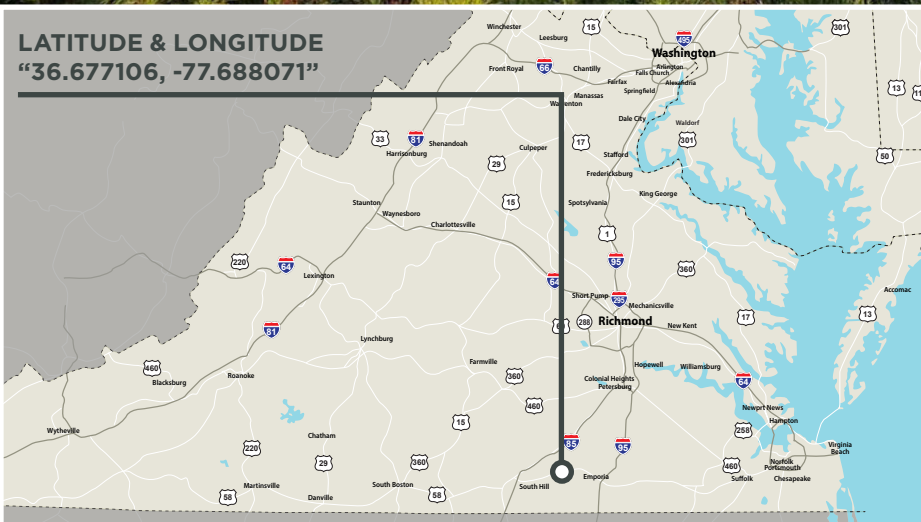 LATITUDE & LONGITUDE
“36.677106, -77.688071”
Winchester
15
Leesburg
301
495
Washington
Arlington
Front Royal
66
Chantilly
Falls Church
Fairfax
Alexandria
Springfield
Manassas
13
Dale City
Waldorf
33
81
Shenandoah
Culpeper
17
301
Harrisonburg
Stafford
50
29
Fredericksburg
King George
Staunton
15
Spotsylvania
Waynesboro
Charlottesville
1
220
64
95
360
Lexington
64
Accomac
Short Pump
295
Mechanicsville
17
13
288
Richmond
New Kent
81
Lynchburg
Farmville
Hopewell
Williamsburg
460
Roanoke
360
Colonial Heights
64
Blacksburg
Petersburg
460
Newprt News
15
Hampton
Wytheville
258
Chatham
85
95
Virginia
Beach
220
29
360
Norfolk
460
Portsmouth
Martinsville
South Boston
South Hill
Emporia
Suffolk
Chesapeake
58
Danville
58